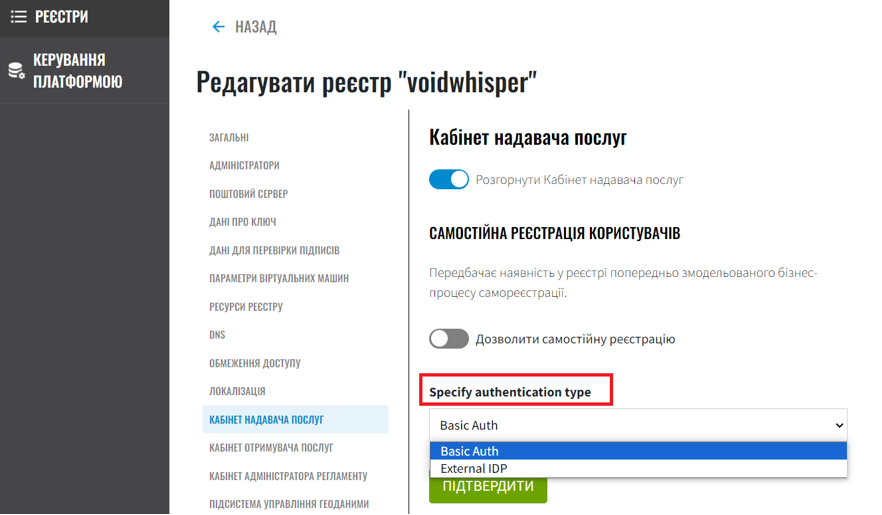 РЕЄСТРИ
КЕРУВАННЯ
ПЛАТФОРМОЮ
НАЗАД
Редагувати реєстр "voidwhisper"
ЗАГАЛЬНІ
АДМІНІСТРАТОРИ
ПОШТОВИЙ СЕРВЕР
ДАНІ ПРО КЛЮЧ
ДАНІ ДЛЯ ПЕРЕВІРКИ ПІДПИСІВ
ПАРАМЕТРИ ВІРТУАЛЬНИХ МАШИН
РЕСУРСИ РЕЄСТРУ
DNS
ОБМЕЖЕННЯ ДОСТУПУ
ЛОКАЛІЗАЦІЯ
КАБІНЕТ НАДАВАЧА ПОСЛУГ
КАБІНЕТ ОТРИМУВАЧА ПОСЛУГ
КАБІНЕТ АДМІНІСТРАТОРА РЕГЛАМЕНТУ
ПІДСИСТЕМА УПРАВЛІННЯ ГЕОДАНИМИ
Кабінет надавача послуг
Розгорнути Кабінет надавача послуг
САМОСТІЙНА РЕЄСТРАЦІЯ КОРИСТУВАЧІВ
Передбачає наявність у реєстрі попередньо змодельованого бізнес-
процесу самореєстрації.
Дозволити самостійну реєстрацію
Specify authentication type
Basic Auth
Basic Auth
External IDP
ПІДТВЕРДИТИ